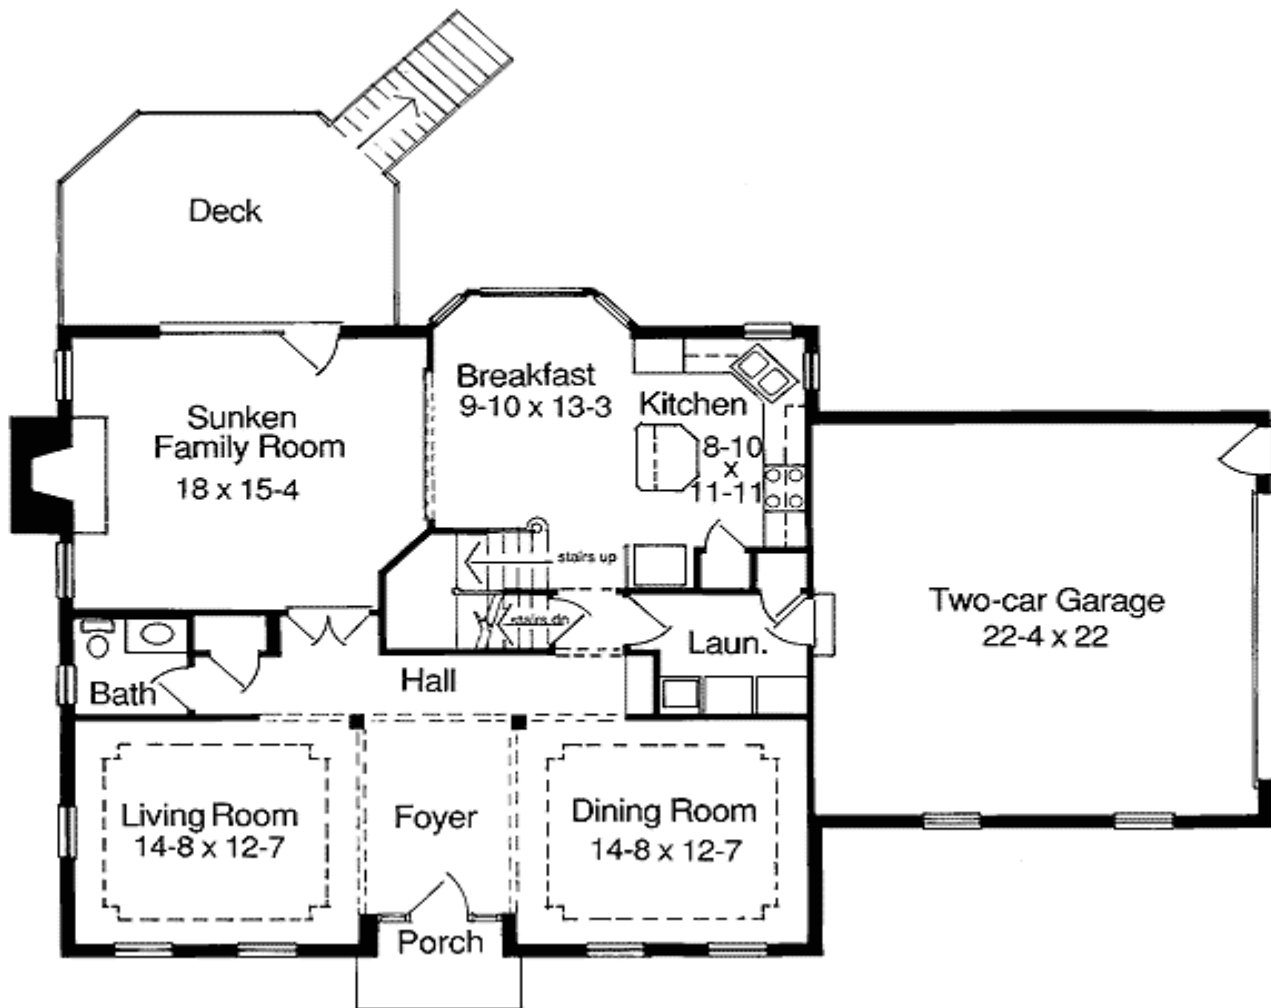 Deck
Breakfast
9-10 x 13-3
Kitchen
8-10
x
11-11
Sunken
Family Room
18 x 15-4
stairs up
stairs dn
Two-car Garage
22-4 x 22
Laun.
Hall
Bath
Living Room
14-8 x 12-7
Foyer
Dining Room
14-8 x 12-7
Porch